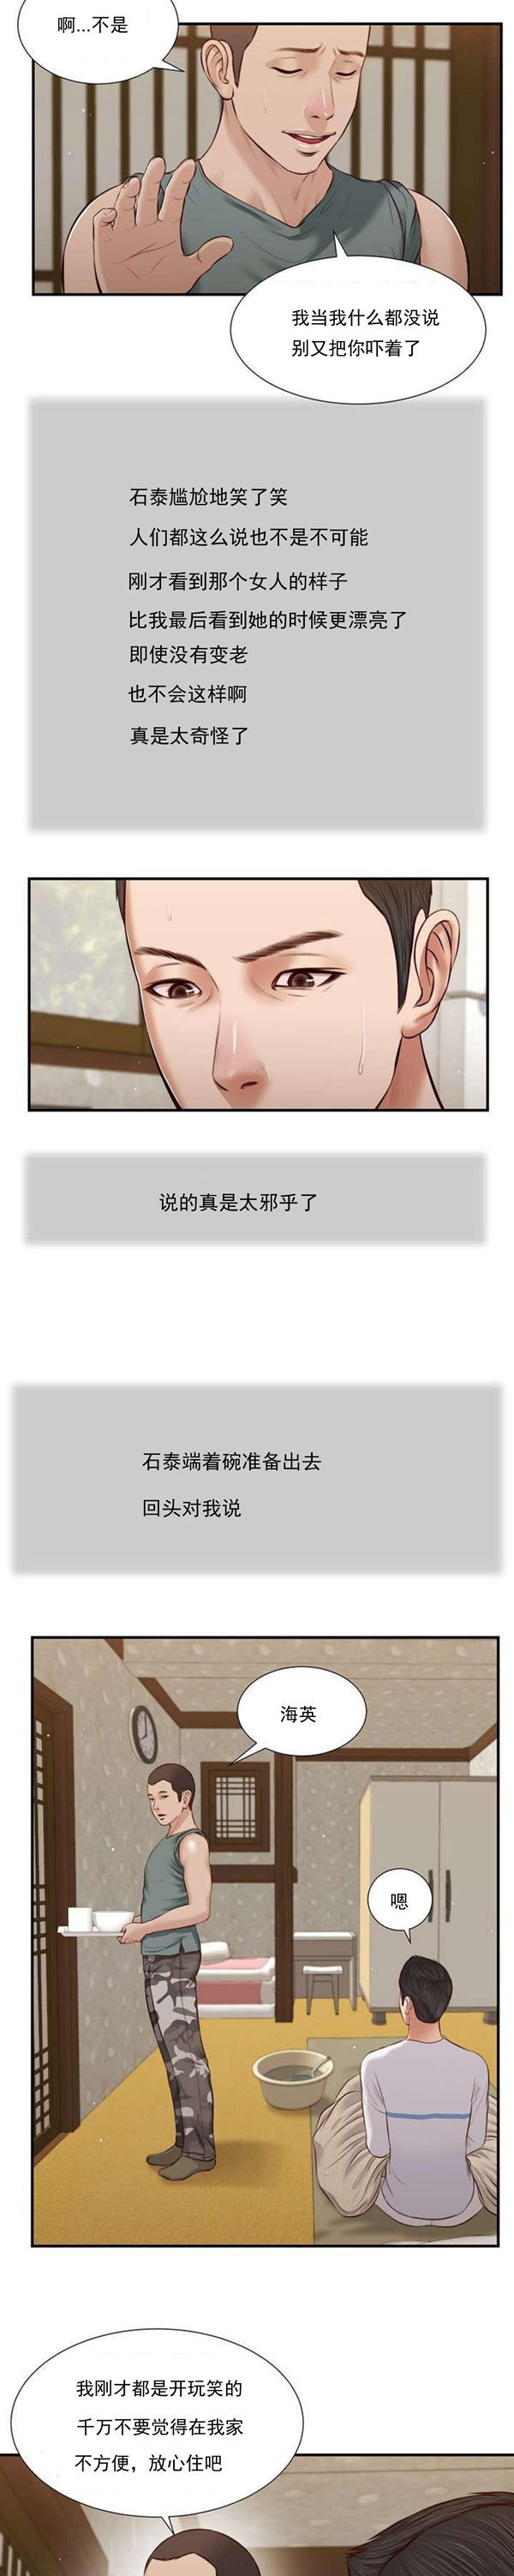 啊...不是
我当我什么都没说
别又把你吓着了
石泰尴尬地笑了笑
人们都这么说也不是不可能
刚才看到那个女人的样子
比我最后看到她的时候更漂亮了
即使没有变老
也不会这样啊
真是太奇怪了
说的真是太邪乎了
石泰端着碗准备出去
回头对我说
海英
嗯
我刚才都是开玩笑的
千万不要觉得在我家
不方便，放心住吧